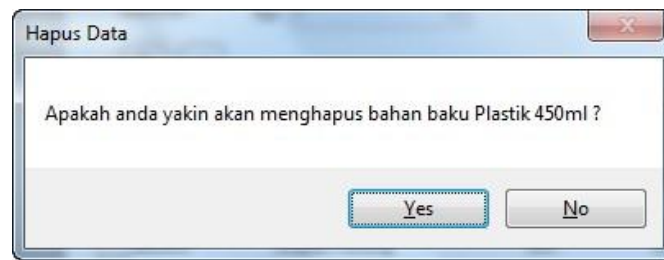 Hapus Data
Apakah anda yakin akan menghapus bahan baku Plastik 450ml ?
Yes
No